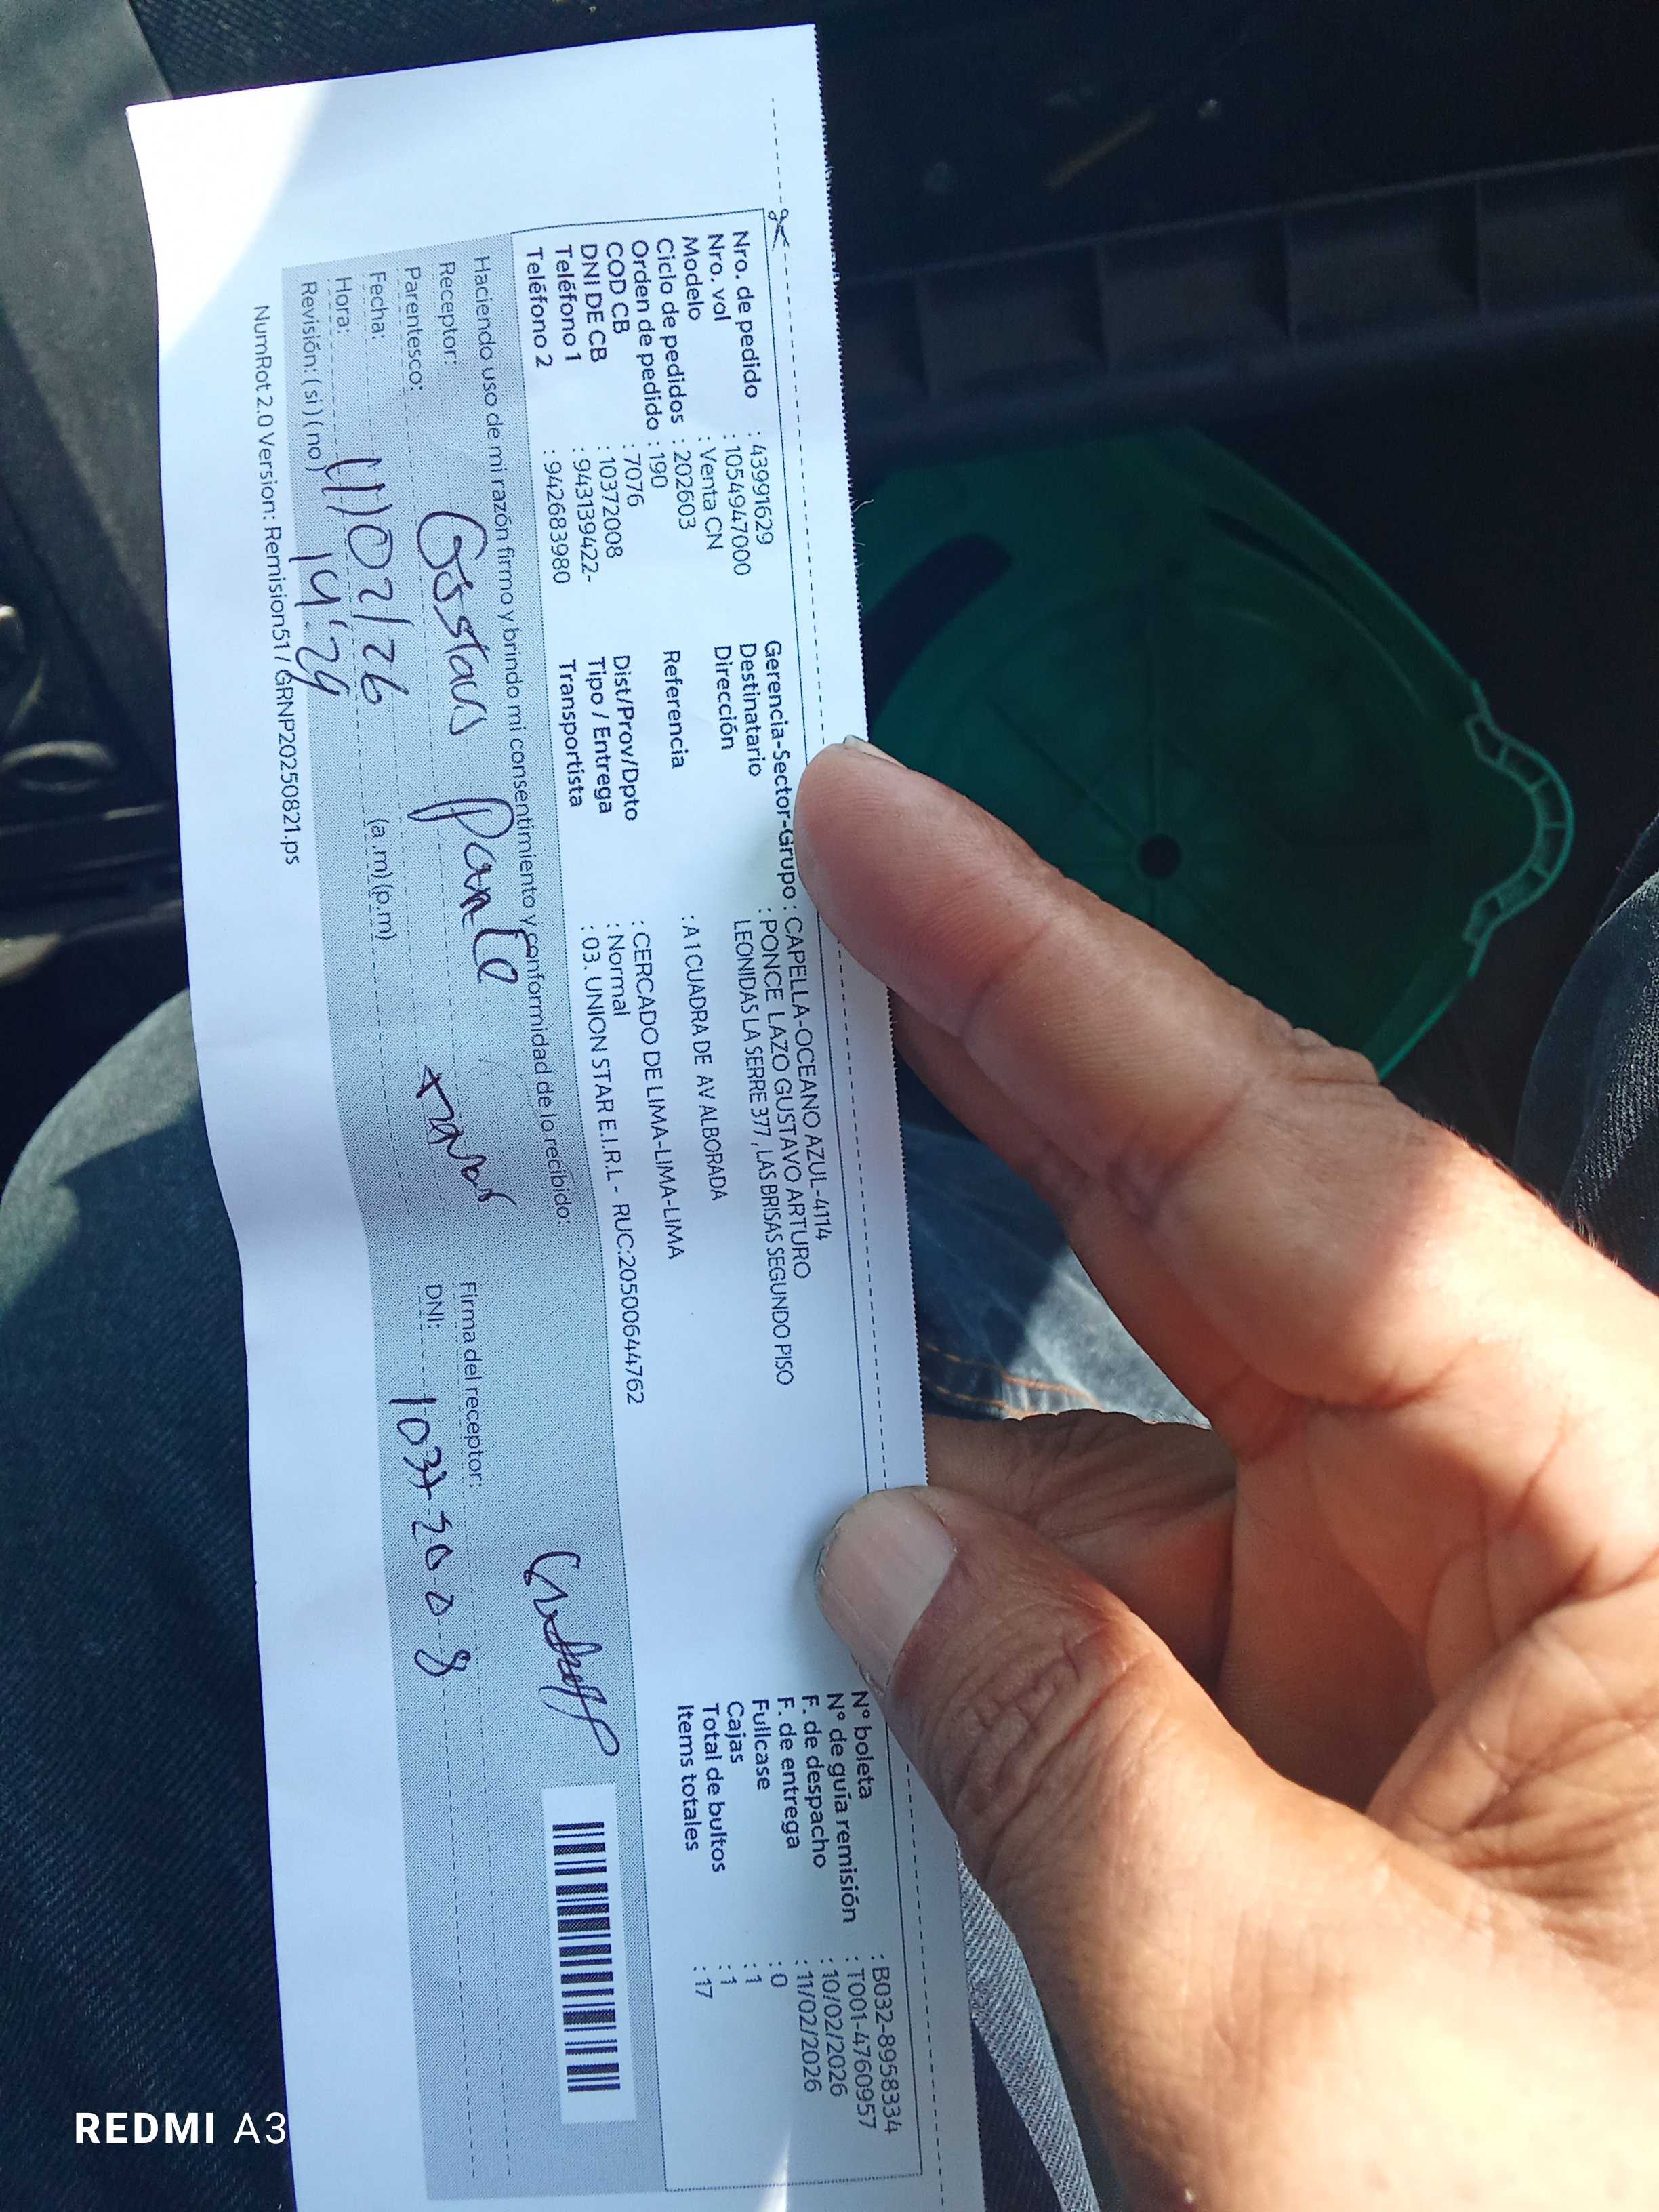 Nro. de pedido : 43991629
Nro. vol : 1054947000
Modelo : Venta CN
Ciclo de pedidos : 202603
Orden de pedido : 190
COD CB : 7076
DNI DE CB : 10372008
Teléfono 1 : 943139422-
Teléfono 2 : 942683980
Gerencia-Sector-Grupo : CAPELLA-OCEANO AZUL-4114
Destinatario : PONCE LAZO GUSTAVO ARTURO
Dirección LEONIDAS LA SERRE 377, LAS BRISAS SEGUNDO PISO
Referencia : A 1 CUADRA DE AV ALBORADA
Dist/Prov/Dpto : CERCADO DE LIMA-LIMA-LIMA
Tipo / Entrega : Normal
Transportista : 03. UNION STAR E.I.R.L - RUC:20500644762
N° boleta : B032-8958334
N° de guía remisión : T001-4760957
F. de despacho : 10/02/2026
F. de entrega : 11/02/2026
Fullcase : 0
Cajas : 1
Total de bultos : 1
Items totales : 17
Haciendo uso de mi razón firmo y brindo mi consentimiento y conformidad de lo recibido:
Receptor:
Parentesco:
Fecha: 11/02/26
Hora: 14:29 (a.m) (p.m)
Revisión: (si) (no)
Firma del receptor:
DNI: 10372008
NumRot 2.0 Version: Remision51 / GRNP20250821.ps
REDMI A3